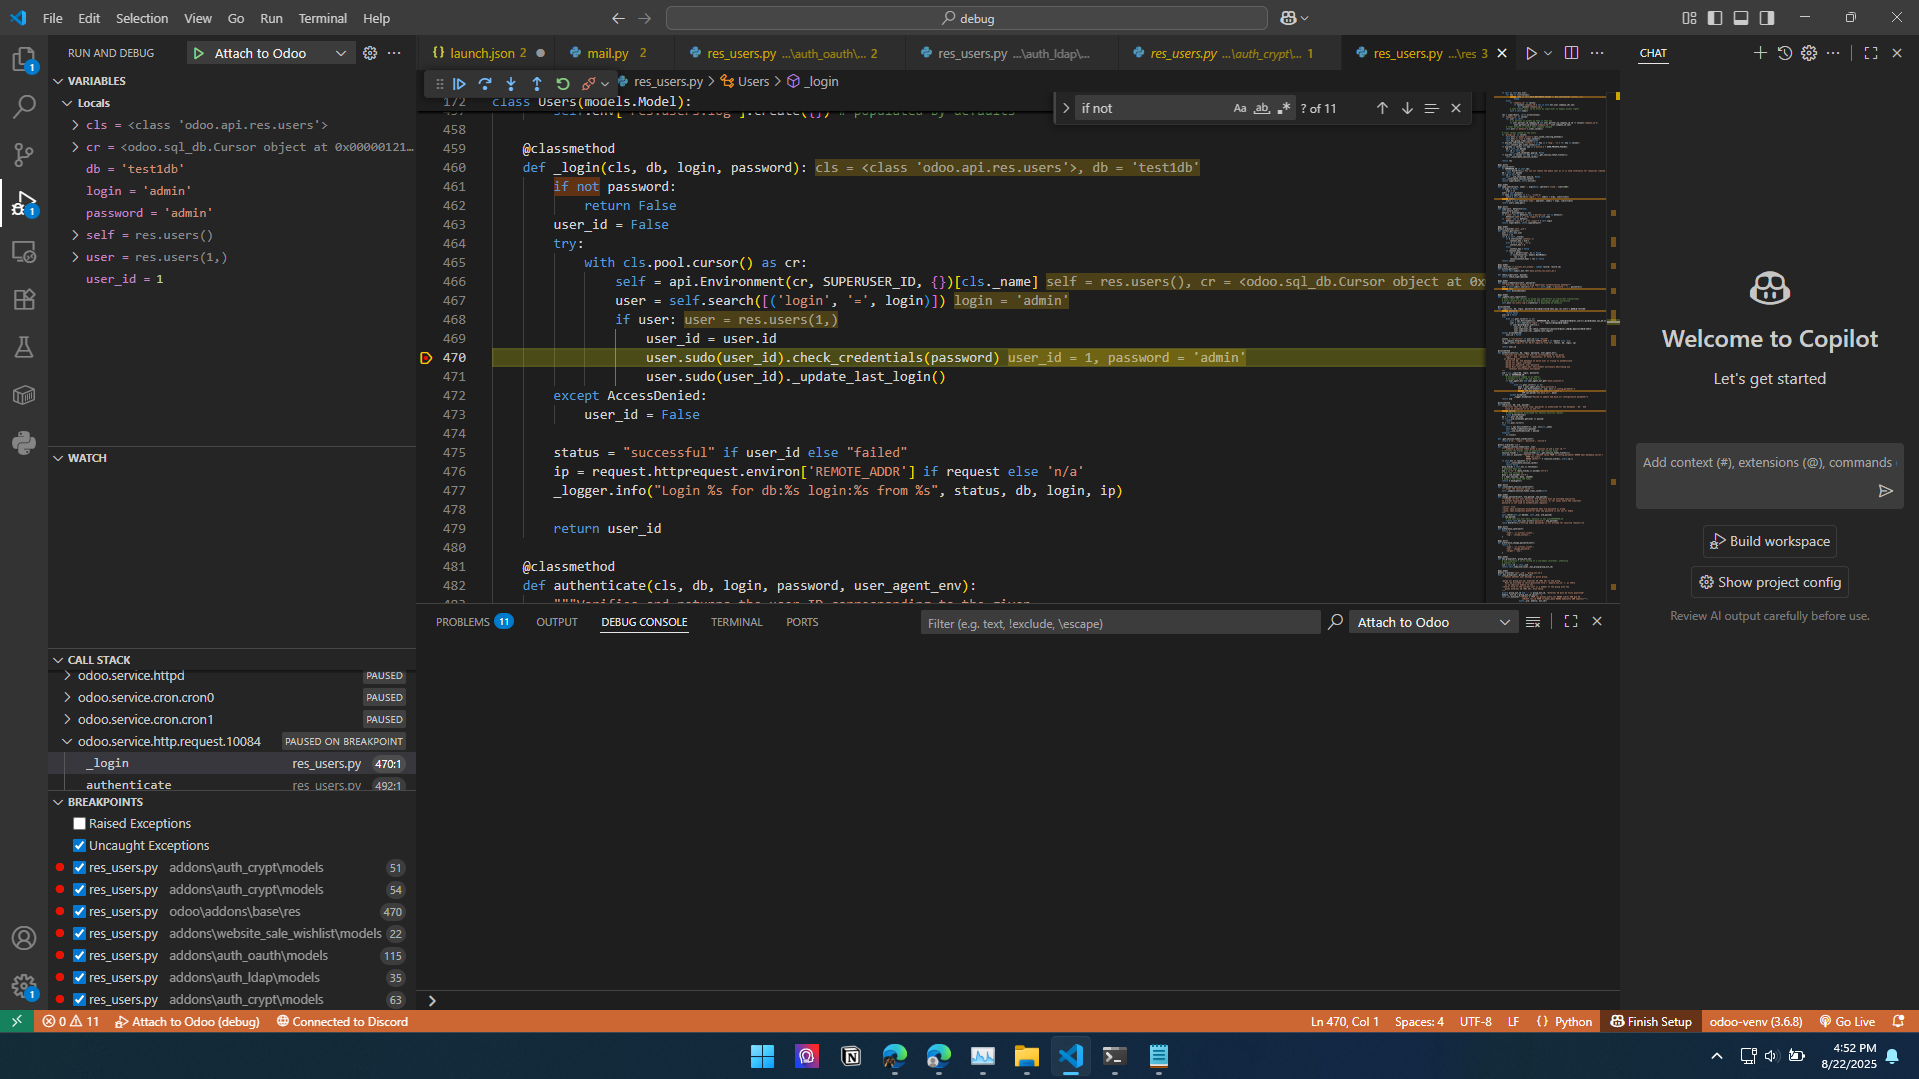 File Edit Selection View Go Run Terminal Help
debug
RUN AND DEBUG
Attach to Odoo
launch.json 2
mail.py 2
res_users.py ...\auth_oauth\... 2
res_users.py ...\auth_ldap\...
res_users.py ...\auth_crypt\... 1
res_users.py ...\res 3
CHAT
VARIABLES
Locals
cls = <class 'odoo.api.res.users'>
cr = <odoo.sql_db.Cursor object at 0x00000121...
db = 'test1db'
login = 'admin'
password = 'admin'
self = res.users()
user = res.users(1,)
user_id = 1
WATCH
CALL STACK
odoo.service.httpd PAUSED
odoo.service.cron.cron0 PAUSED
odoo.service.cron.cron1 PAUSED
odoo.service.http.request.10084 PAUSED ON BREAKPOINT
_login res_users.py 470:1
authenticate res_users.py 492:1
BREAKPOINTS
Raised Exceptions
Uncaught Exceptions
res_users.py addons\auth_crypt\models 51
res_users.py addons\auth_crypt\models 54
res_users.py odoo\addons\base\res 470
res_users.py addons\website_sale_wishlist\models 22
res_users.py addons\auth_oauth\models 115
res_users.py addons\auth_ldap\models 35
res_users.py addons\auth_crypt\models 63
res_users.py > Users > _login
if not
Aa ab ? of 11
172 class Users(models.Model):
458
459 @classmethod
460 def _login(cls, db, login, password): cls = <class 'odoo.api.res.users'>, db = 'test1db'
461 if not password:
462 return False
463 user_id = False
464 try:
465 with cls.pool.cursor() as cr:
466 self = api.Environment(cr, SUPERUSER_ID, {})[cls._name] self = res.users(), cr = <odoo.sql_db.Cursor object at 0x
467 user = self.search([('login', '=', login)]) login = 'admin'
468 if user: user = res.users(1,)
469 user_id = user.id
470 user.sudo(user_id).check_credentials(password) user_id = 1, password = 'admin'
471 user.sudo(user_id)._update_last_login()
472 except AccessDenied:
473 user_id = False
474
475 status = "successful" if user_id else "failed"
476 ip = request.httprequest.environ['REMOTE_ADDR'] if request else 'n/a'
477 _logger.info("Login %s for db:%s login:%s from %s", status, db, login, ip)
478
479 return user_id
480
481 @classmethod
482 def authenticate(cls, db, login, password, user_agent_env):
PROBLEMS 11 OUTPUT DEBUG CONSOLE TERMINAL PORTS
Filter (e.g. text, !exclude, \escape)
Attach to Odoo
Welcome to Copilot
Let's get started
Add context (#), extensions (@), commands
Build workspace
Show project config
Review AI output carefully before use.
0 11 Attach to Odoo (debug) Connected to Discord
Ln 470, Col 1 Spaces: 4 UTF-8 LF {} Python Finish Setup odoo-venv (3.6.8) Go Live
4:52 PM
8/22/2025